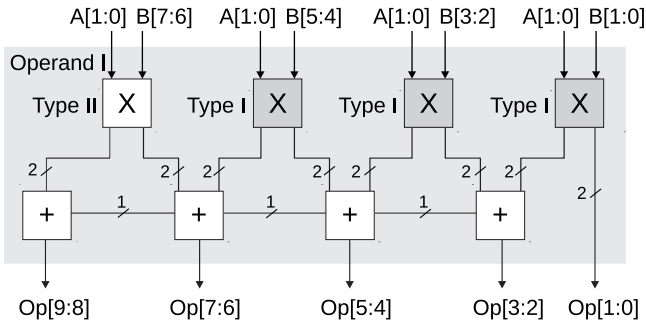 A[1:0] B[7:6] A[1:0] B[5:4] A[1:0] B[3:2] A[1:0] B[1:0]
Operand I
Type II X Type I X Type I X Type I X
2 2 2 2 2 2 2 2
+ 1 + 1 + 1 +
Op[9:8] Op[7:6] Op[5:4] Op[3:2] Op[1:0]